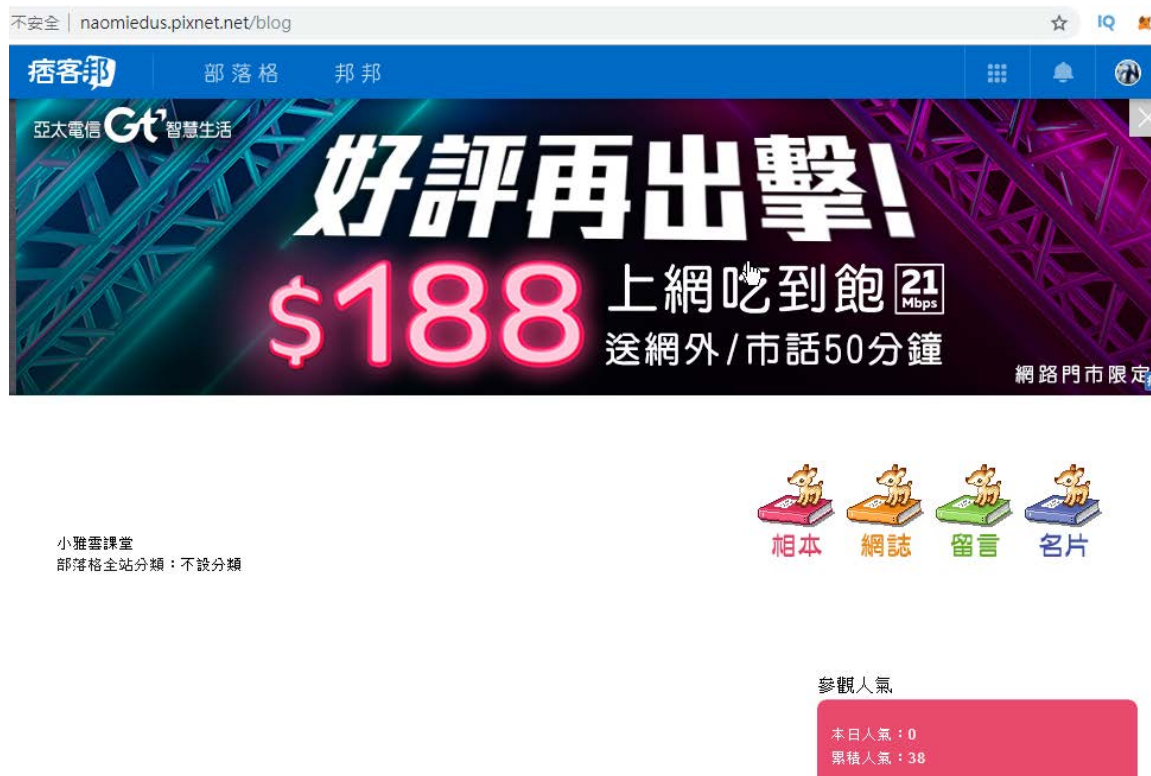 不安全 | naomiedus.pixnet.net/blog
IQ
痞客邦 部落格 邦邦
亞太電信 Gt 智慧生活
好評再出擊!
$188 上網吃到飽 21 Mbps
送網外/市話50分鐘
網路門市限定
相本 網誌 留言 名片
小雅雲課堂
部落格全站分類：不設分類
參觀人氣
本日人氣：0
累積人氣：38